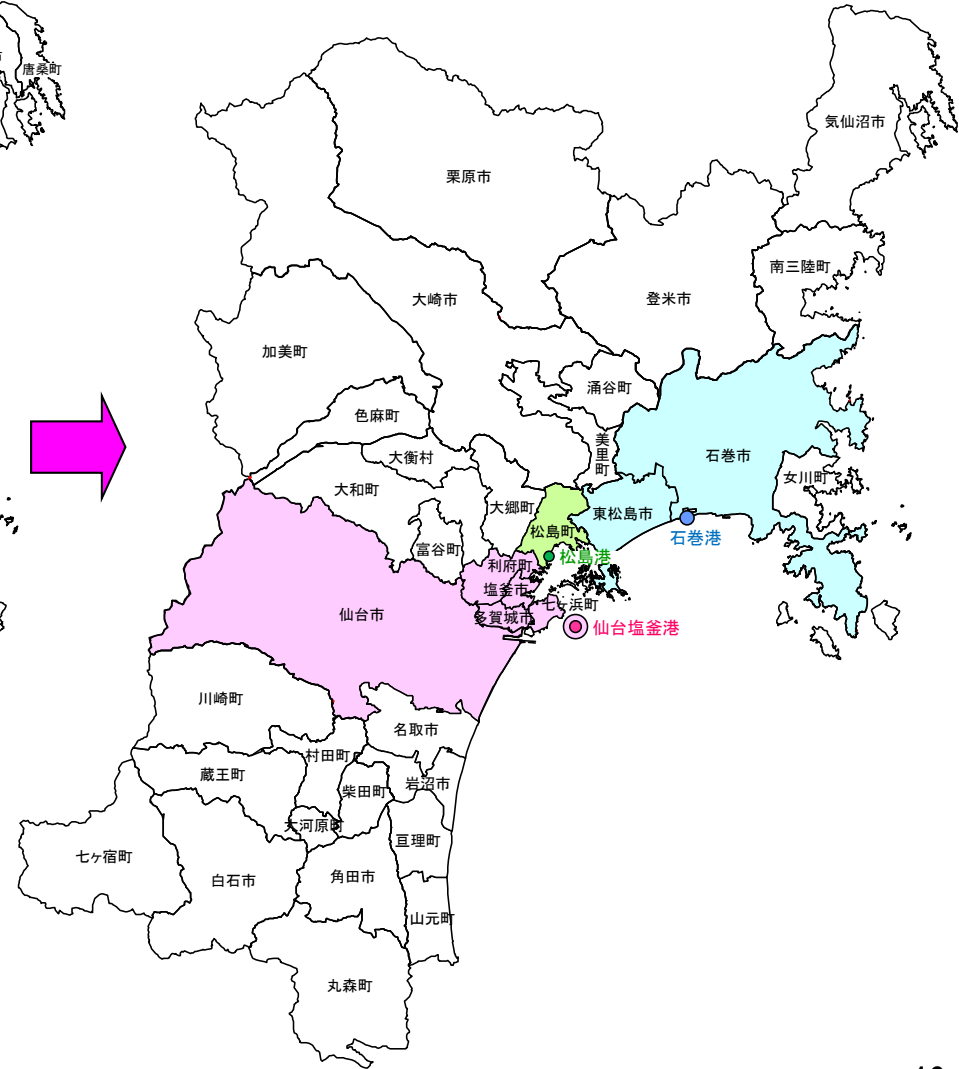 唐桑町
気仙沼市
栗原市
南三陸町
大崎市
登米市
加美町
涌谷町
色麻町
美里町
大衡村
石巻市
女川町
大和町
大郷町
東松島市
松島町
石巻港
富谷町
松島港
利府町
塩釜市
七ヶ浜町
仙台市
多賀城市
仙台塩釜港
川崎町
名取市
村田町
蔵王町
岩沼市
柴田町
大河原町
亘理町
七ヶ宿町
白石市
角田市
山元町
丸森町